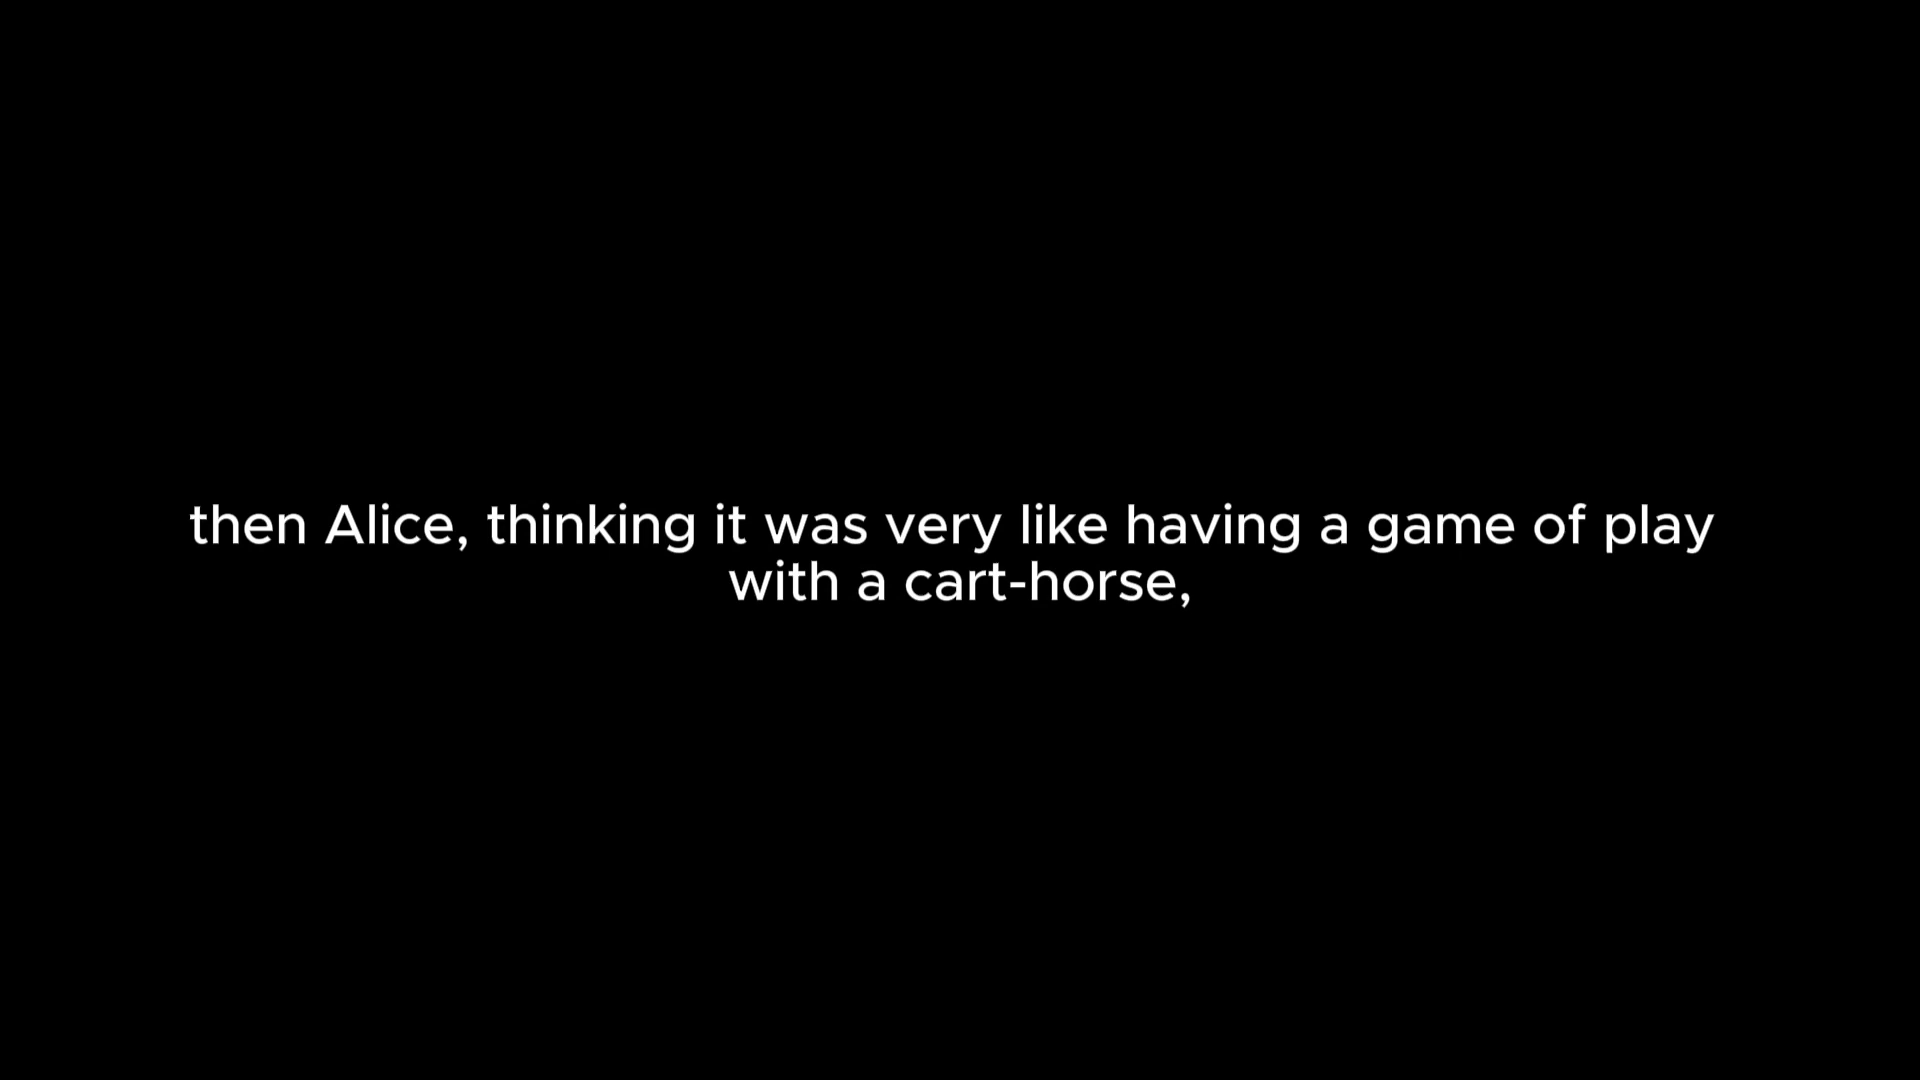 then Alice, thinking it was very like having a game of play
with a cart-horse,